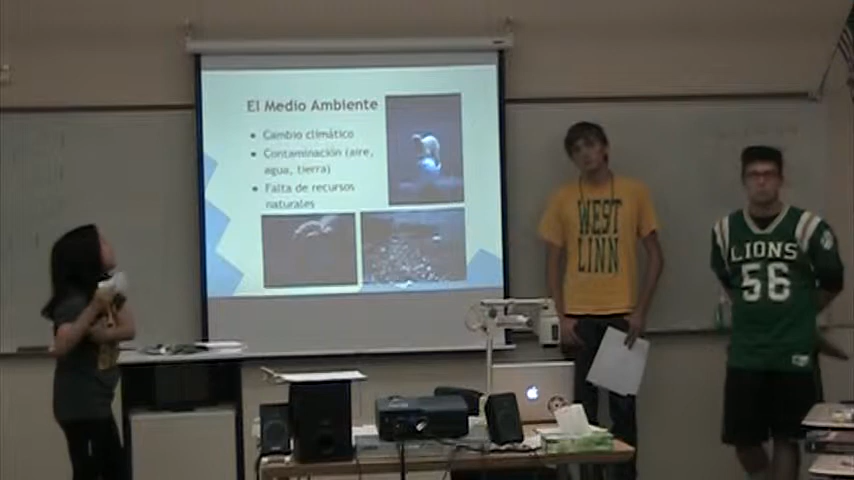 El Medio Ambiente
• Cambio climático
• Contaminación (aire,
agua, tierra)
• Falta de recursos
naturales
WEST
LINN
LIONS
56